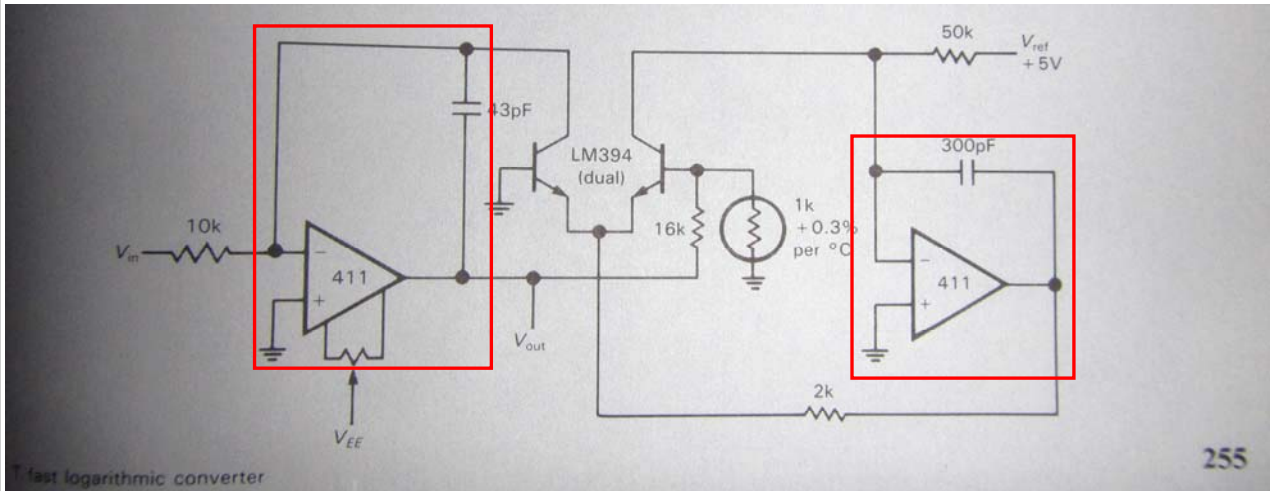 50k
Vref
+5V
43pF
300pF
LM394
(dual)
1k
+0.3%
per °C
16k
10k
Vin
−
411
+
−
411
+
Vout
2k
VEE
T. fast logarithmic converter
255